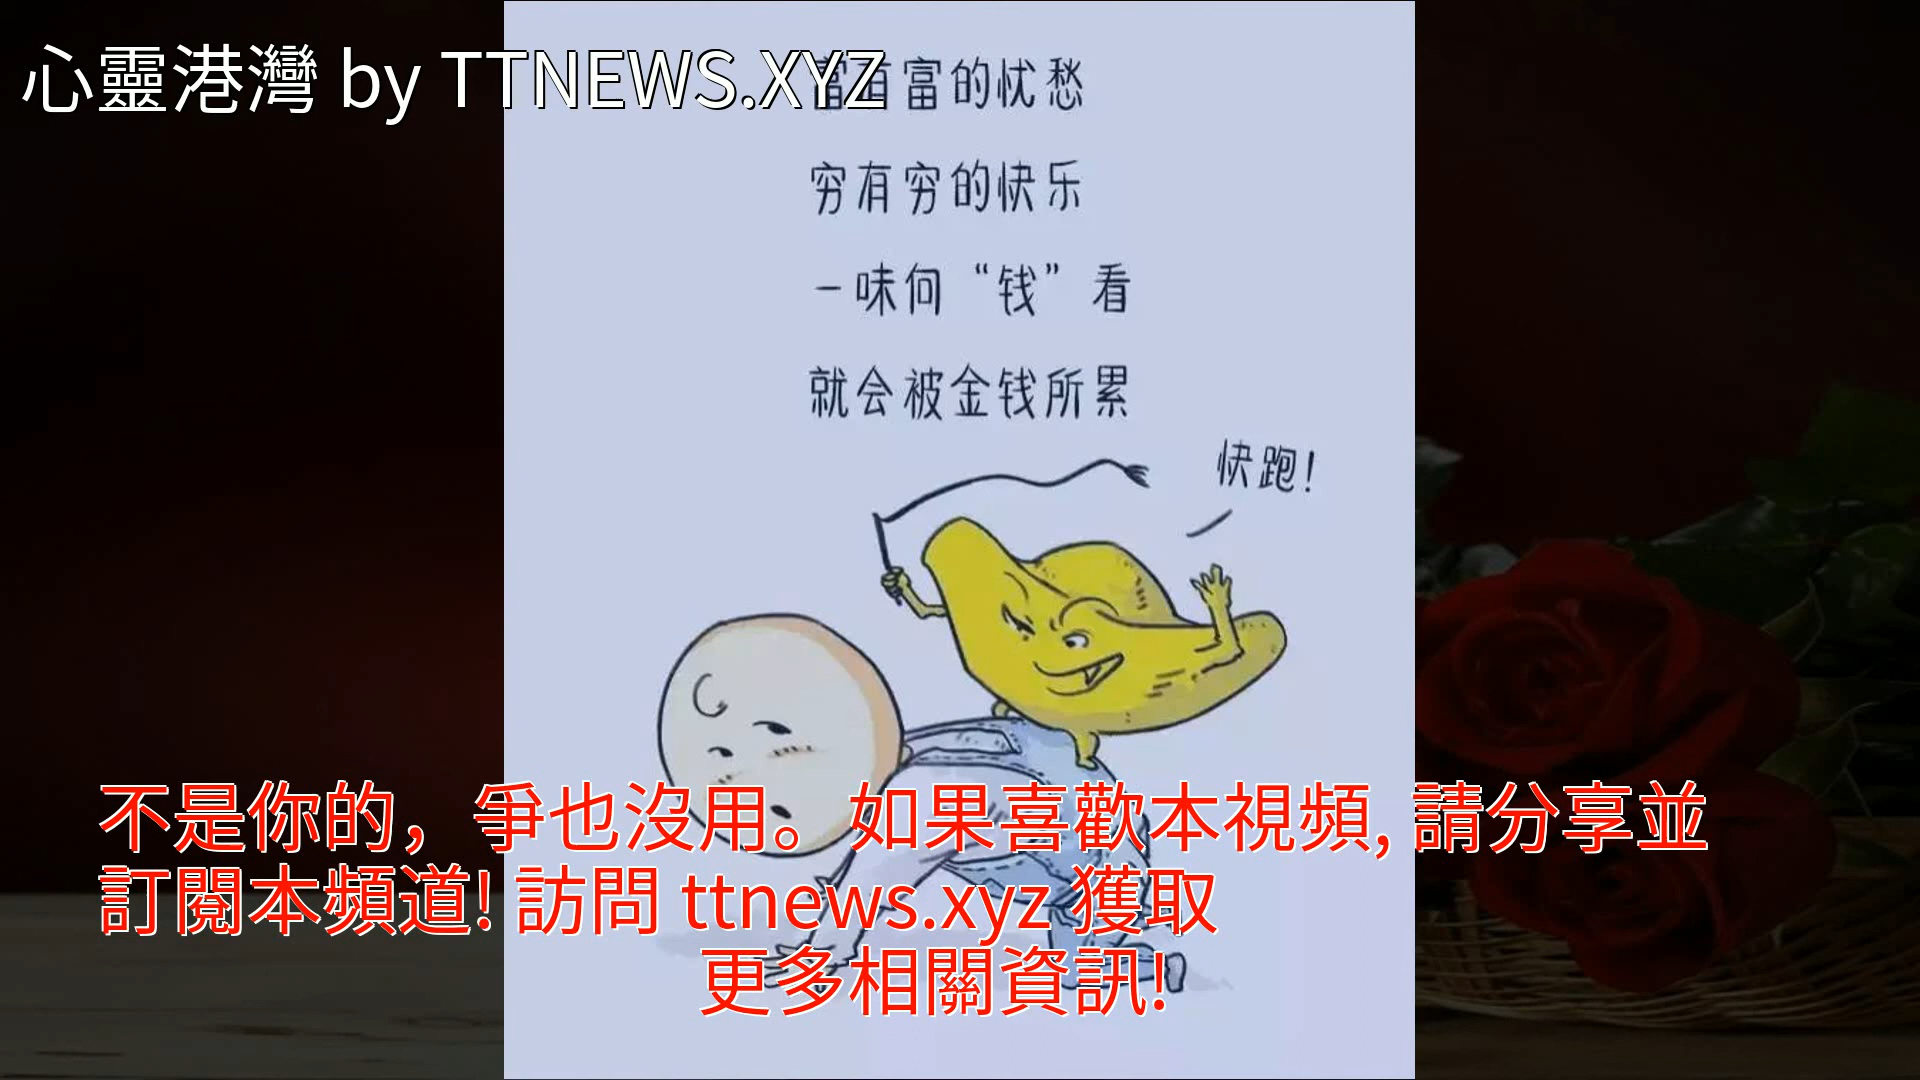 心靈港灣 by TTNEWS.XYZ
富有富的忧愁
穷有穷的快乐
一味向“钱”看
就会被金钱所累
快跑!
不是你的，爭也沒用。如果喜歡本視頻, 請分享並
訂閱本頻道! 訪問 ttnews.xyz 獲取
更多相關資訊!